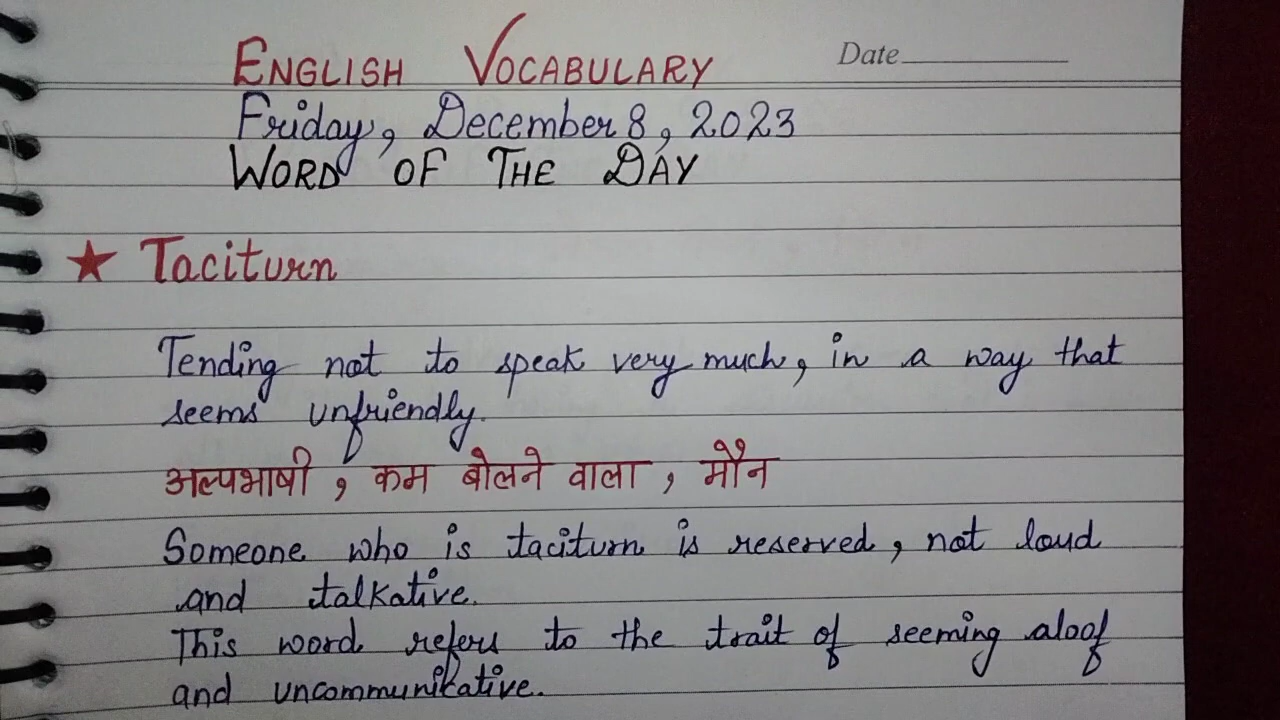 ENGLISH VOCABULARY
Date
Friday, December 8, 2023
WORD OF THE DAY
★ Taciturn
Tending not to speak very much, in a way that
seems unfriendly.
अल्पभाषी, कम बोलने वाला, मौन
Someone who is taciturn is reserved, not loud
and talkative.
This word refers to the trait of seeming aloof
and uncommunikative.